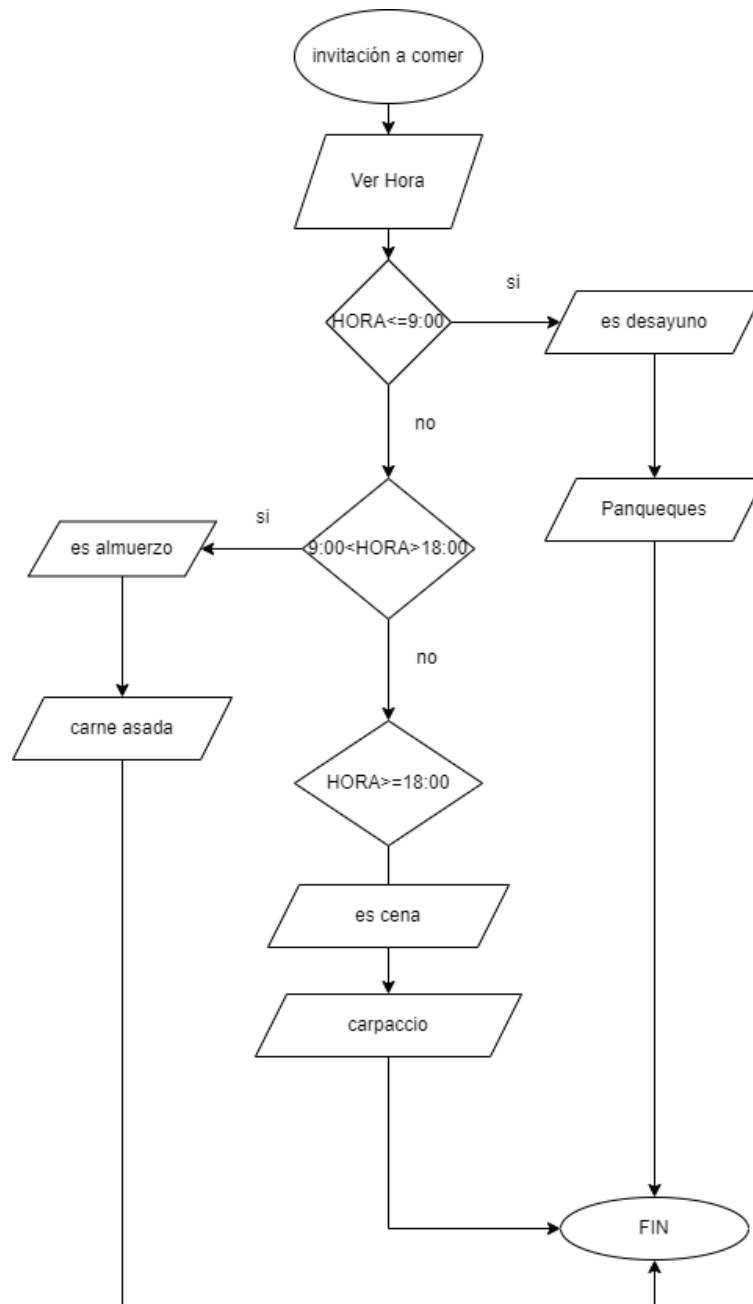 invitación a comer
Ver Hora
si
HORA<=9:00
es desayuno
no
Panqueques
si
es almuerzo
9:00<HORA>18:00
no
carne asada
HORA>=18:00
es cena
carpaccio
FIN